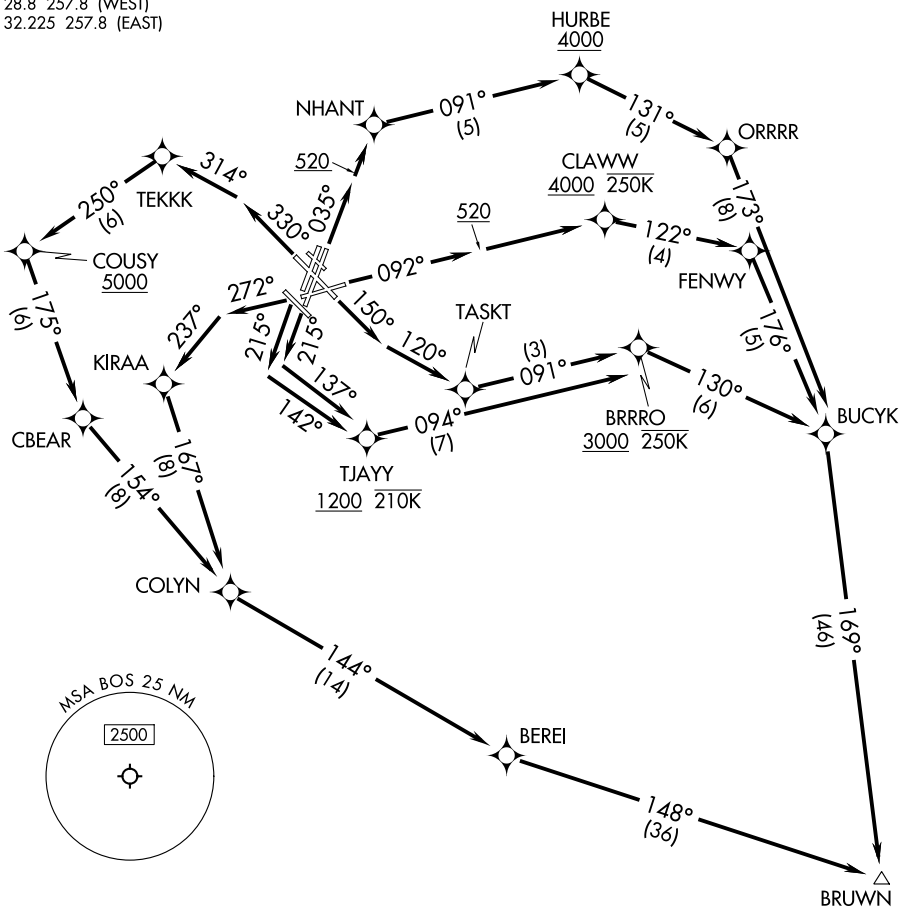 28.8 257.8 (WEST)
32.225 257.8 (EAST)
HURBE
4000
NHANT
091°
(5)
131°
(5)
ORRRR
520
035°
314°
TEKKK
330°
250°
(6)
CLAWW
4000 250K
173°
(8)
520
122°
(4)
FENWY
092°
COUSY
5000
272°
150°
176°
(5)
175°
(6)
237°
215°
215°
120°
TASKT
(3)
091°
KIRAA
137°
142°
130°
(6)
BRRRO
3000 250K
BUCYK
CBEAR
094°
(7)
TJAYY
1200 210K
167°
(8)
154°
(8)
COLYN
169°
(46)
144°
(14)
MSA BOS 25 NM
2500
BEREI
148°
(36)
BRUWN